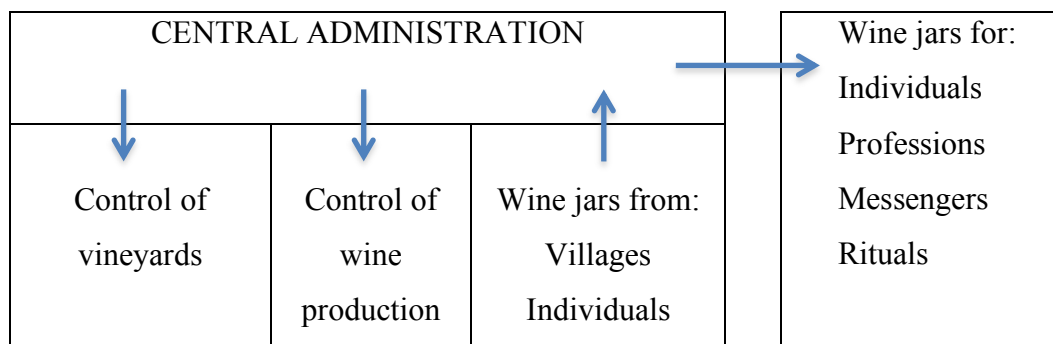 CENTRAL ADMINISTRATION
Control of
vineyards
Control of
wine
production
Wine jars from:
Villages
Individuals
Wine jars for:
Individuals
Professions
Messengers
Rituals